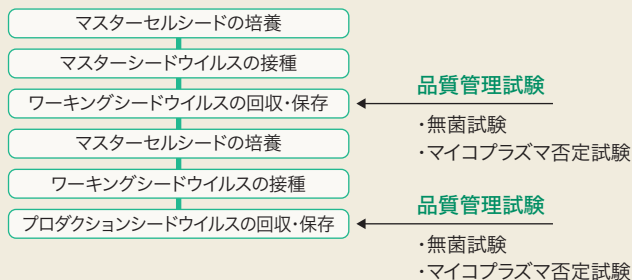 マスターセルシードの培養
マスターシードウイルスの接種
ワーキングシードウイルスの回収・保存
品質管理試験
・無菌試験
・マイコプラズマ否定試験
マスターセルシードの培養
ワーキングシードウイルスの接種
プロダクションシードウイルスの回収・保存
品質管理試験
・無菌試験
・マイコプラズマ否定試験